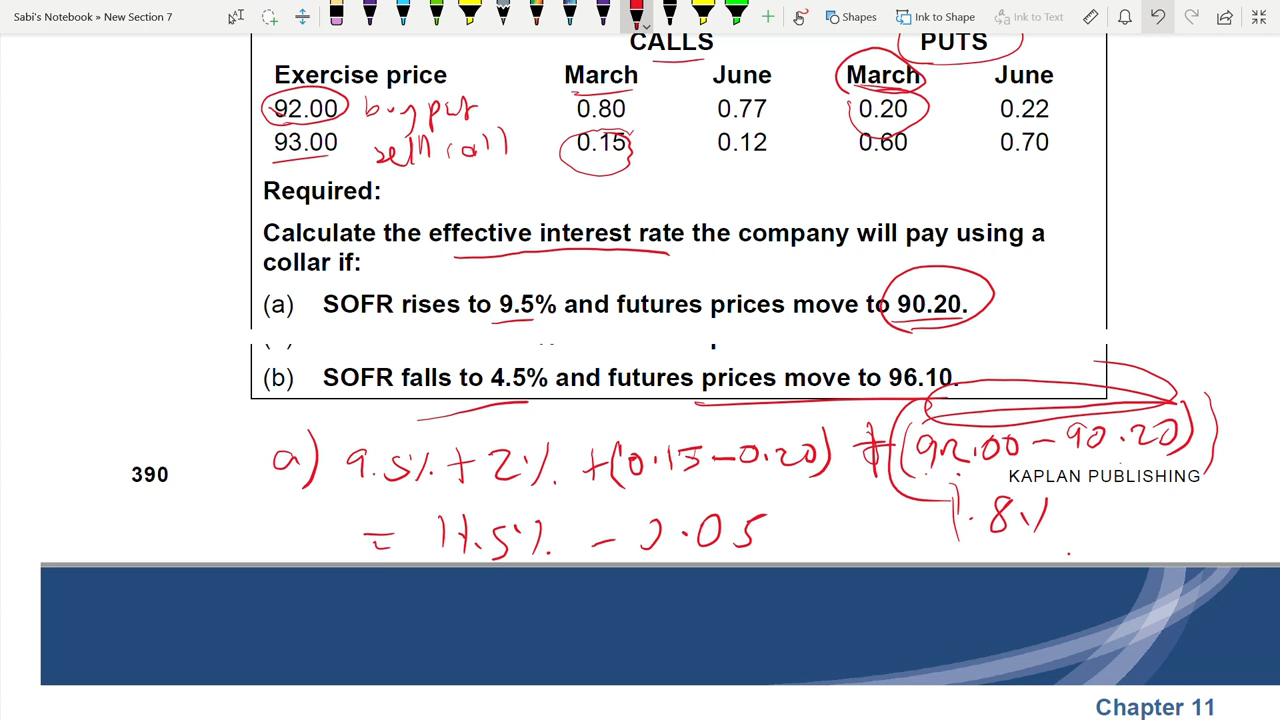 Sabi's Notebook » New Section 7
Shapes
Ink to Shape
Ink to Text
CALLS PUTS
Exercise price March June March June
92.00 buy put 0.80 0.77 0.20 0.22
93.00 sell call 0.15 0.12 0.60 0.70
Required:
Calculate the effective interest rate the company will pay using a
collar if:
(a) SOFR rises to 9.5% and futures prices move to 90.20.
(b) SOFR falls to 4.5% and futures prices move to 96.10.
a) 9.5% + 2% + (0.15 - 0.20) + (92.00 - 90.20)
390
KAPLAN PUBLISHING
1.8%
= 11.5% - 0.05
Chapter 11